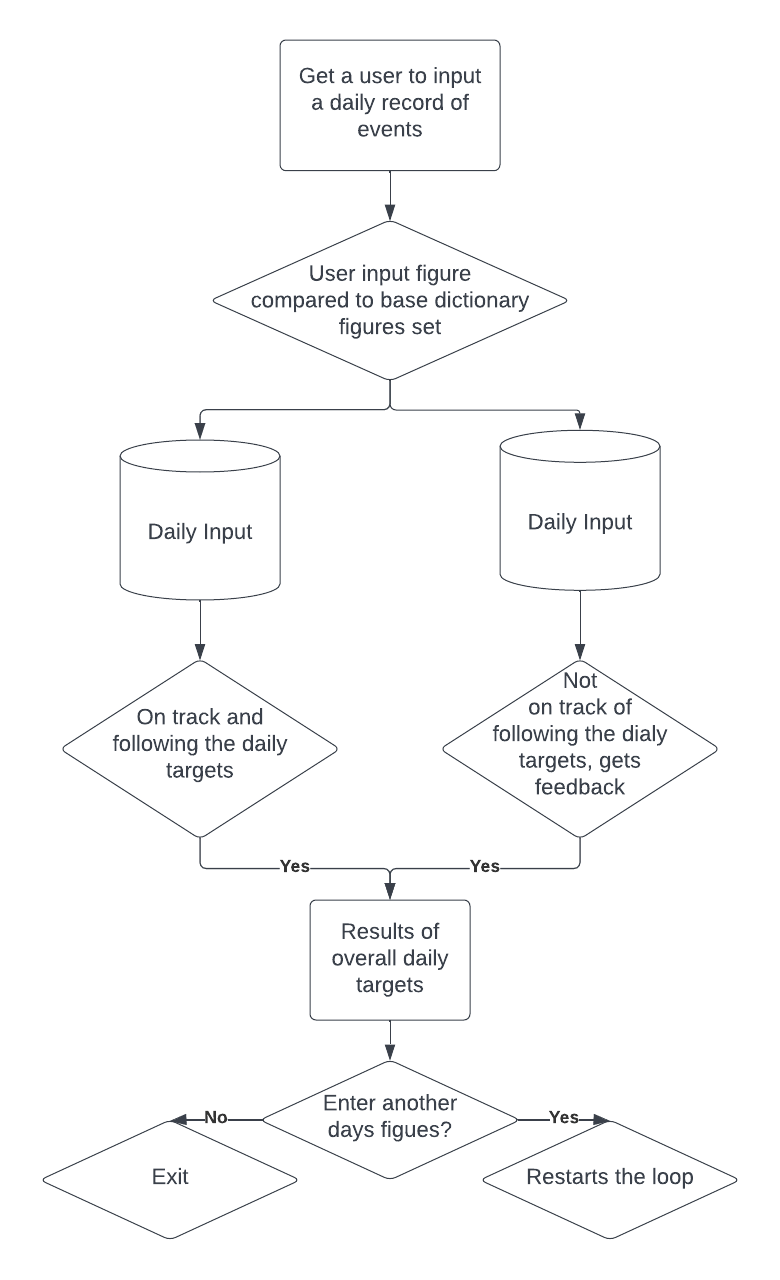 Get a user to input
a daily record of
events
User input figure
compared to base dictionary
figures set
Daily Input
Daily Input
On track and
following the daily
targets
Not
on track of
following the dialy
targets, gets
feedback
Yes
Yes
Results of
overall daily
targets
Enter another
days figues?
No
Yes
Exit
Restarts the loop